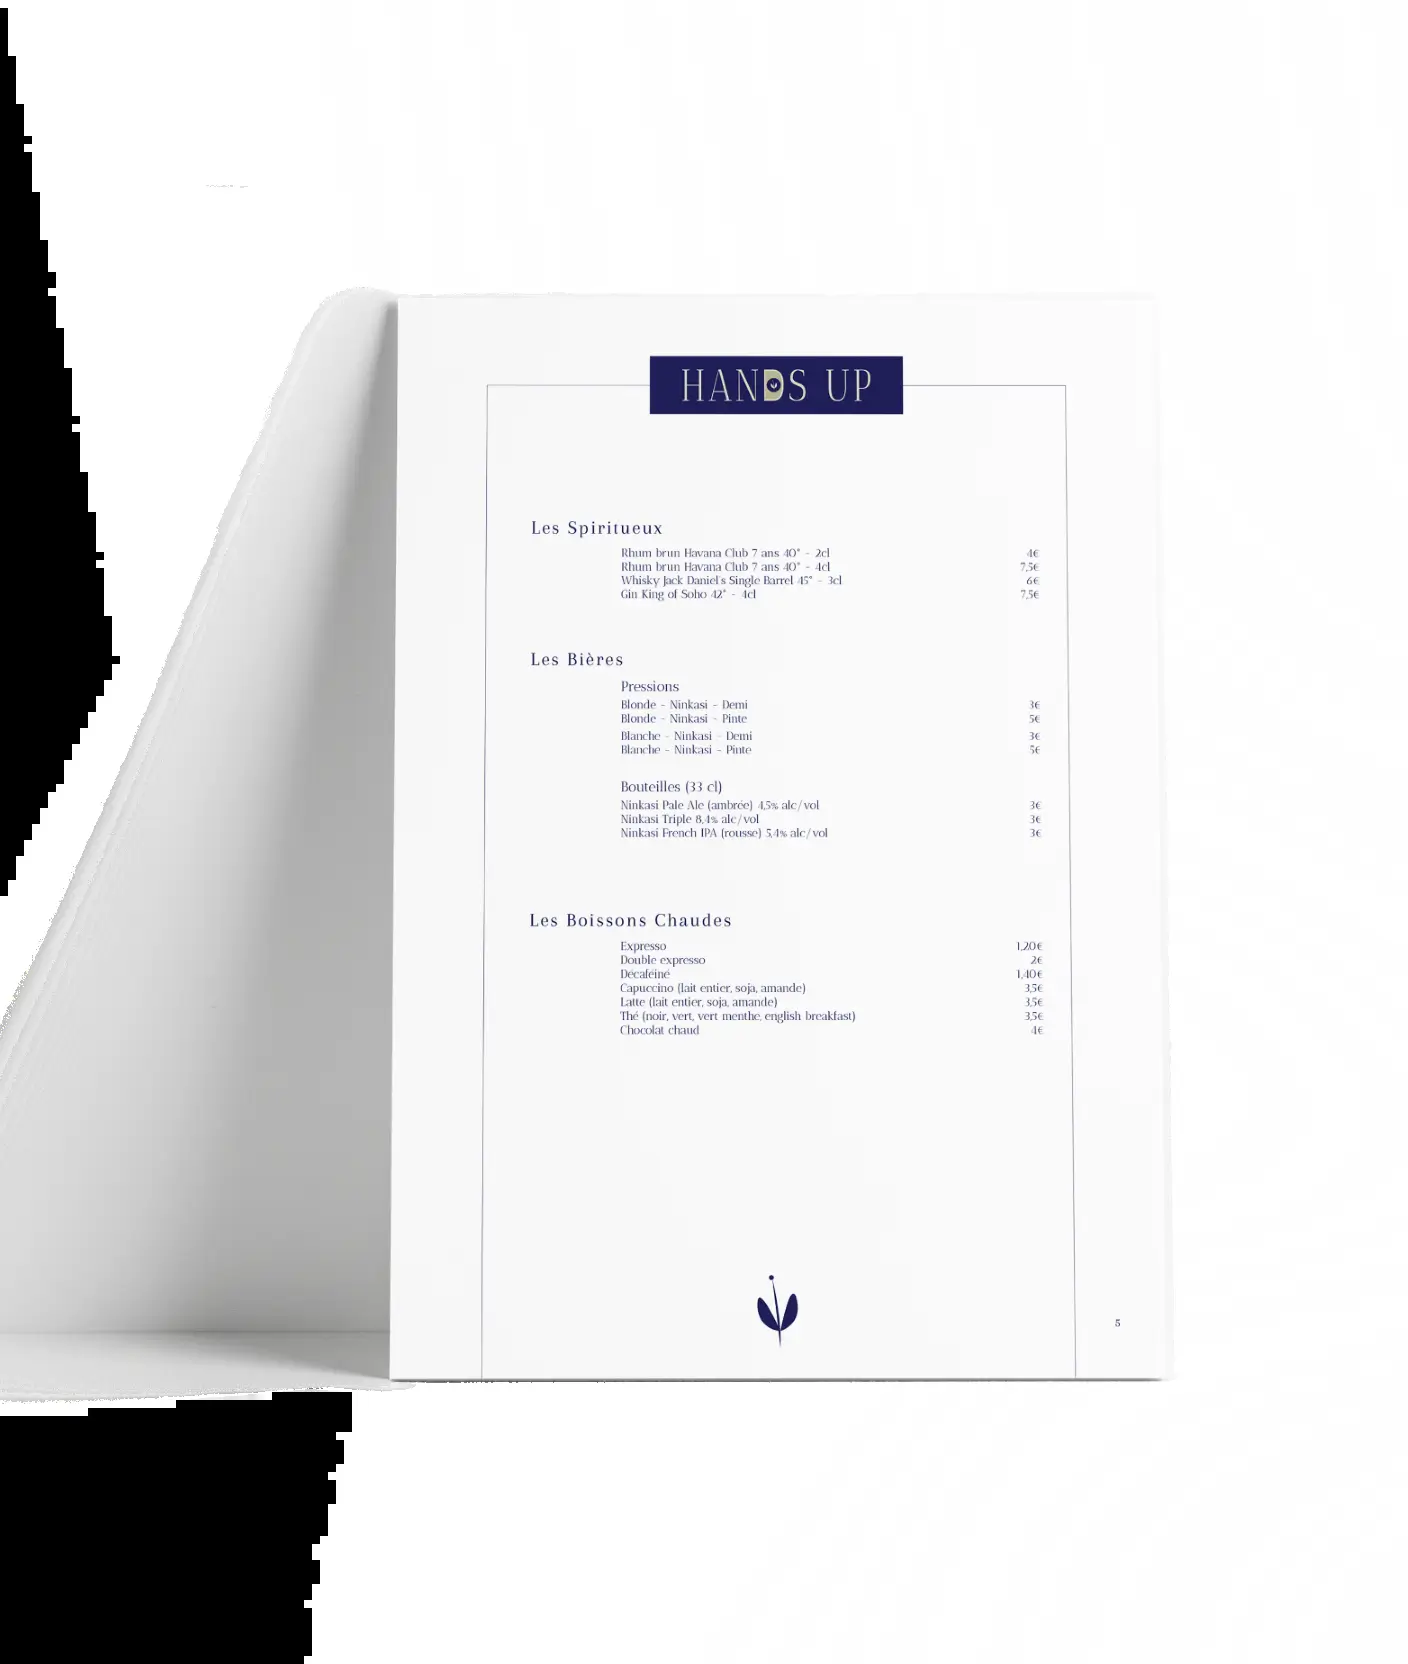 HANDS UP
Les Spiritueux
Rhum brun Havana Club 7 ans 40° - 2cl 4€
Rhum brun Havana Club 7 ans 40° - 4cl 7,5€
Whisky Jack Daniel's Single Barrel 45° - 3cl 6€
Gin King of Soho 42° - 4cl 7,5€
Les Bières
Pressions
Blonde - Ninkasi - Demi 3€
Blonde - Ninkasi - Pinte 5€
Blanche - Ninkasi - Demi 3€
Blanche - Ninkasi - Pinte 5€
Bouteilles (33 cl)
Ninkasi Pale Ale (ambrée) 4,5% alc/vol 3€
Ninkasi Triple 8,4% alc/vol 3€
Ninkasi French IPA (rousse) 5,4% alc/vol 3€
Les Boissons Chaudes
Expresso 1,20€
Double expresso 2€
Décaféiné 1,40€
Capuccino (lait entier, soja, amande) 3,5€
Latte (lait entier, soja, amande) 3,5€
Thé (noir, vert, vert menthe, english breakfast) 3,5€
Chocolat chaud 4€
5